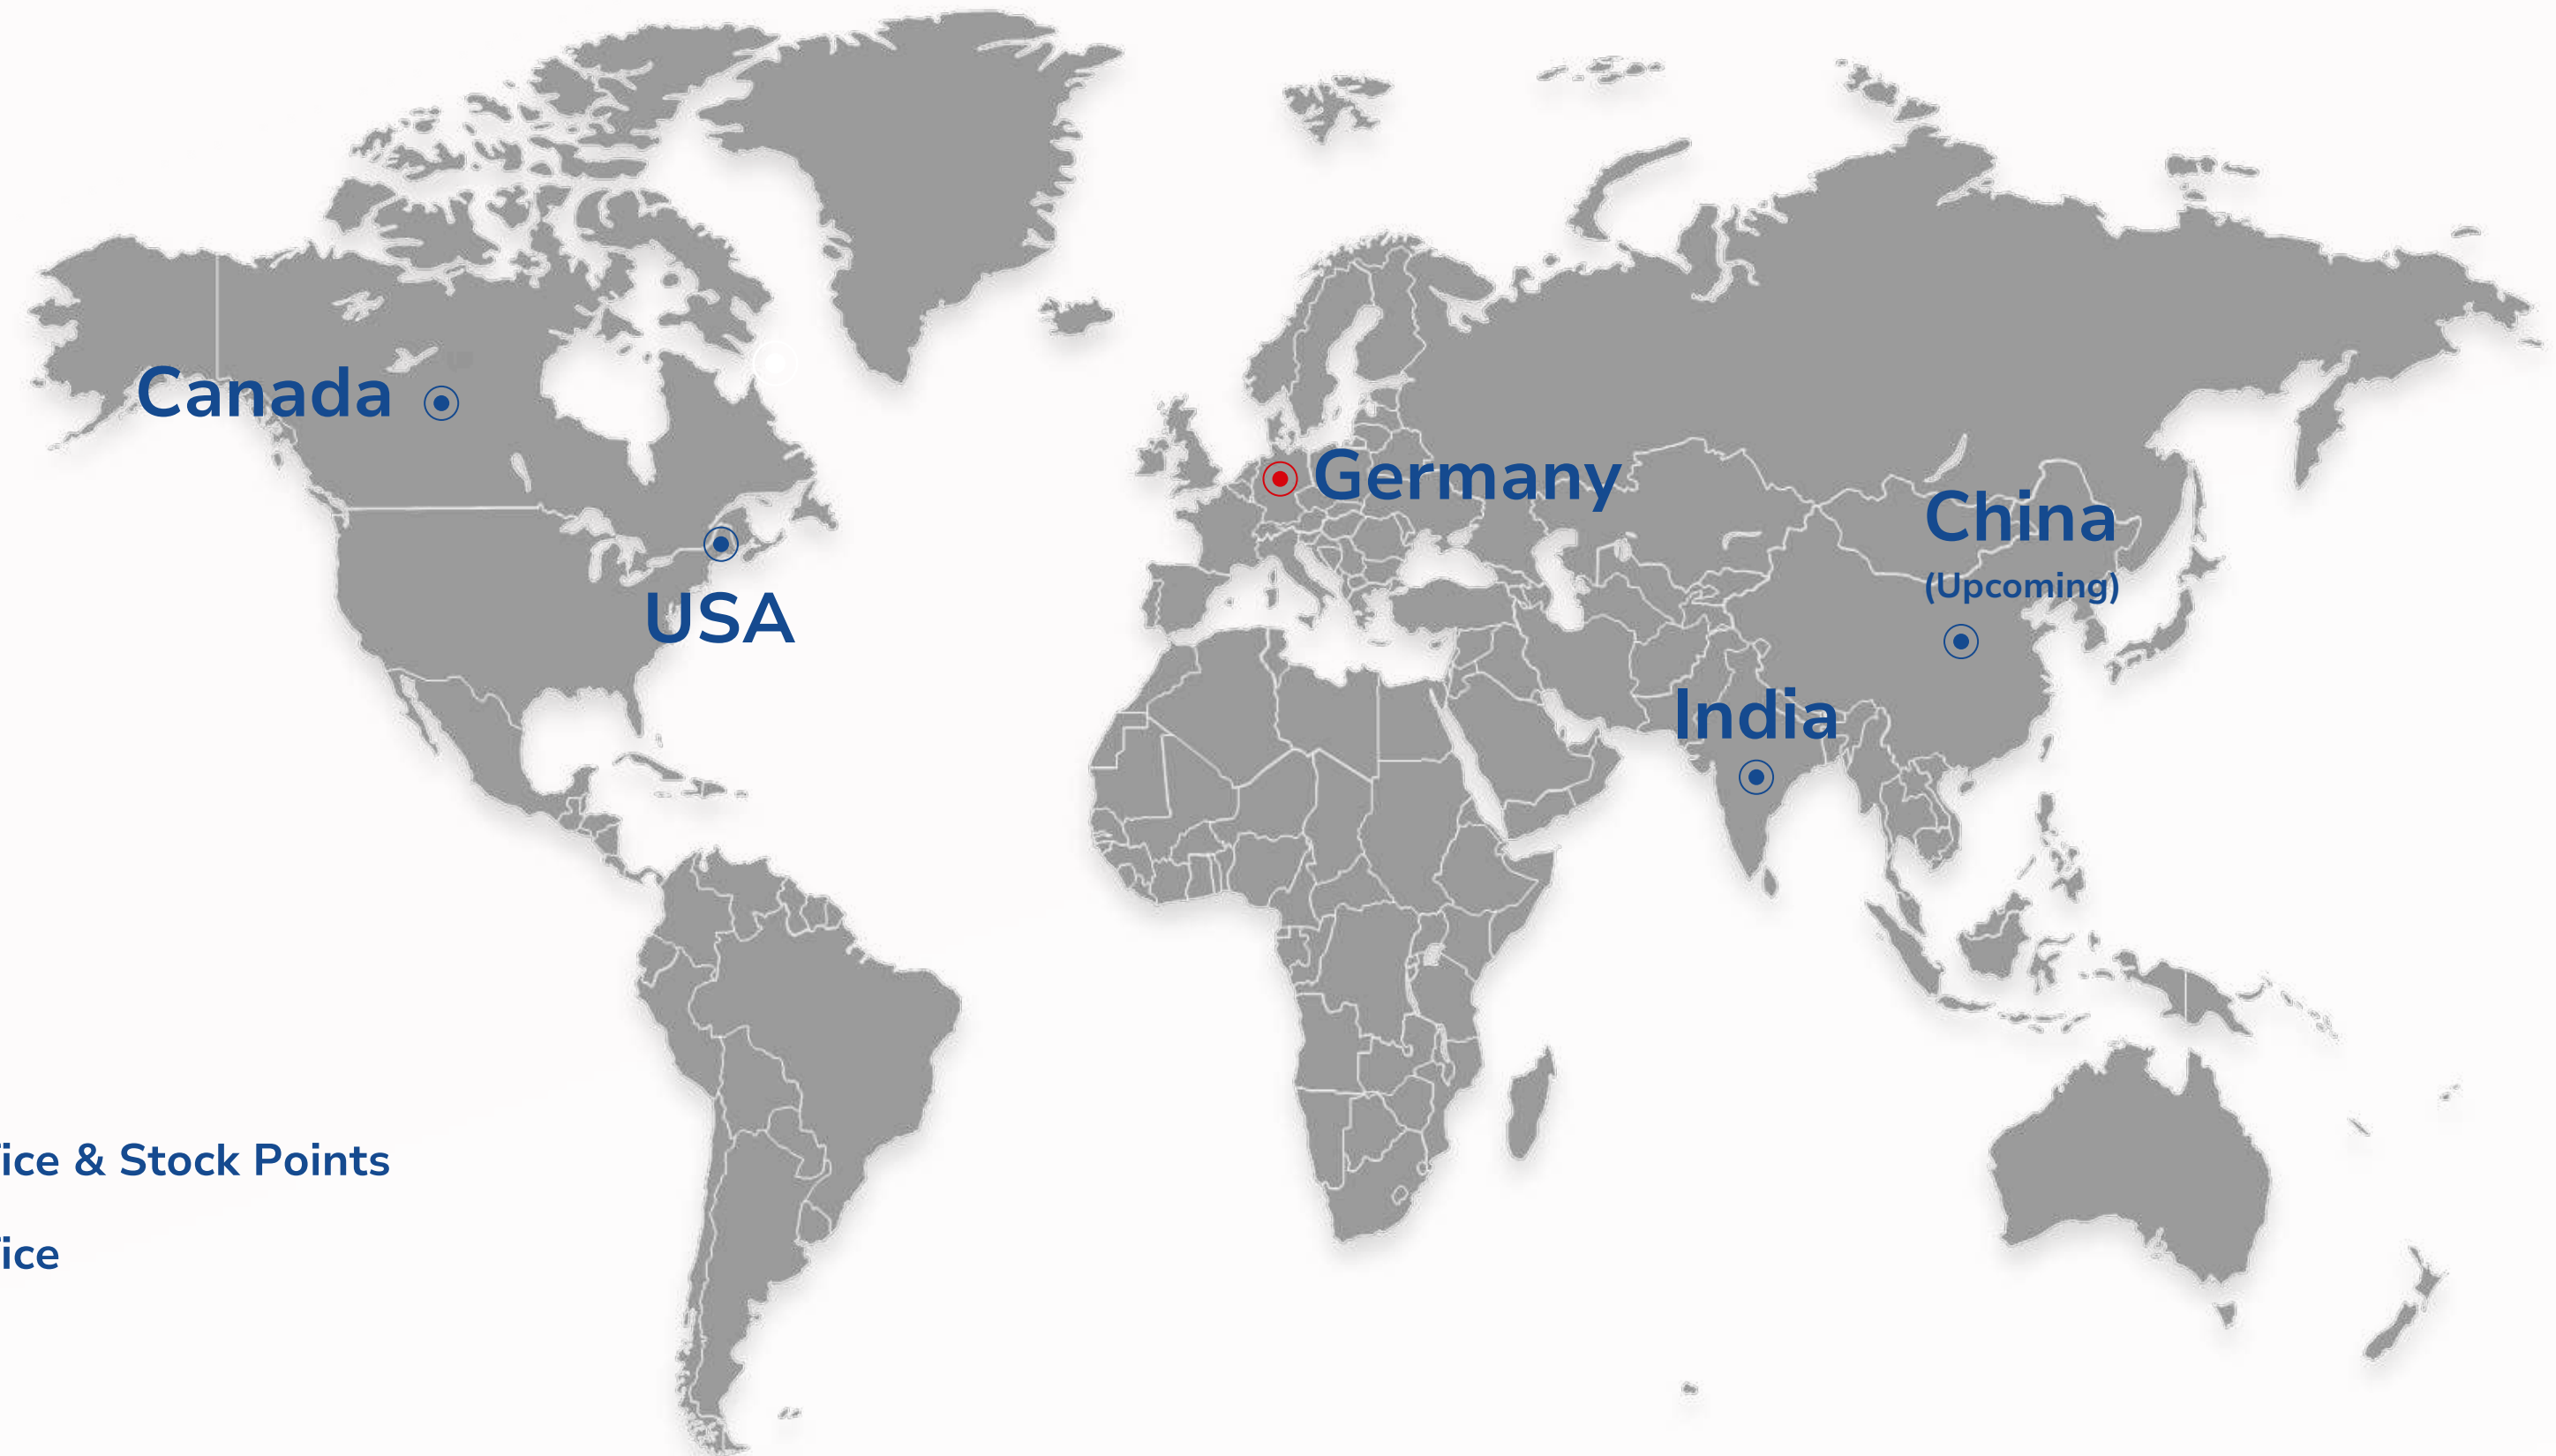 Canada
Germany
China
(Upcoming)
USA
India
ice & Stock Points
ice